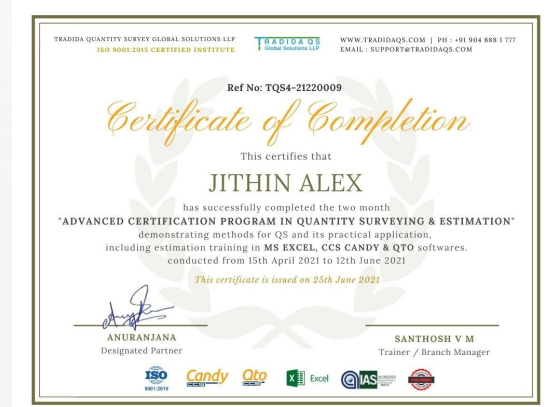 TRADIDA QUANTITY SURVEY GLOBAL SOLUTIONS LLP
ISO 9001:2015 CERTIFIED INSTITUTE
TRADIDA QS
Global Solutions LLP
WWW.TRADIDAQS.COM | PH : +91 904 888 1 777
EMAIL : SUPPORT@TRADIDAQS.COM
Ref No: TQS4-21220009
Certificate of Completion
This certifies that
JITHIN ALEX
has successfully completed the two month
"ADVANCED CERTIFICATION PROGRAM IN QUANTITY SURVEYING & ESTIMATION"
demonstrating methods for QS and its practical application,
including estimation training in MS EXCEL, CCS CANDY & QTO softwares.
conducted from 15th April 2021 to 12th June 2021
This certificate is issued on 25th June 2021
ANURANJANA
Designated Partner
SANTHOSH V M
Trainer / Branch Manager
ISO
9001:2015
Candy
Qto
Excel
IAS